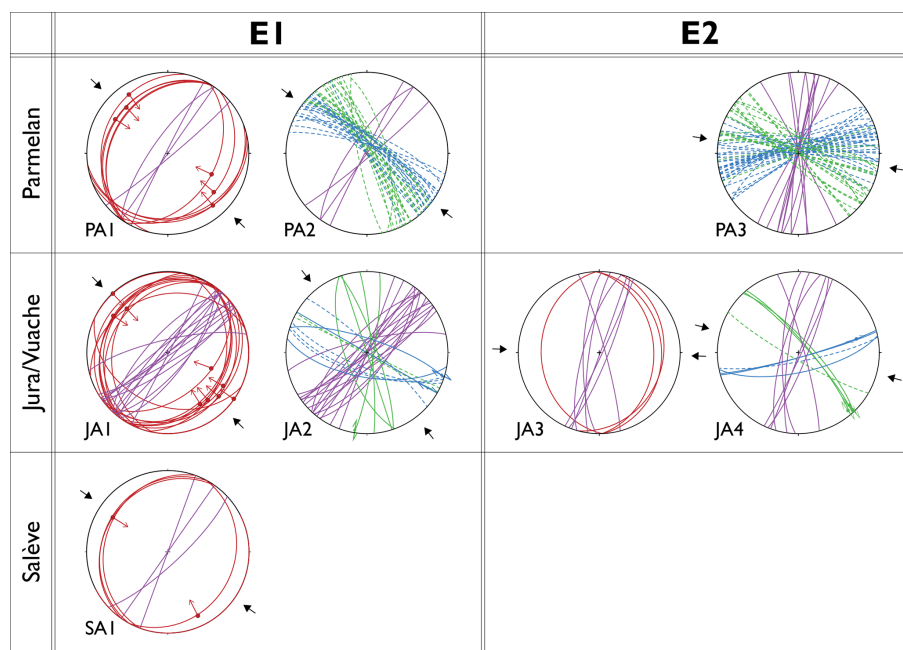 E1 E2
Parmelan
PA1 PA2 PA3
Jura/Vuache
JA1 JA2 JA3 JA4
Salève
SA1